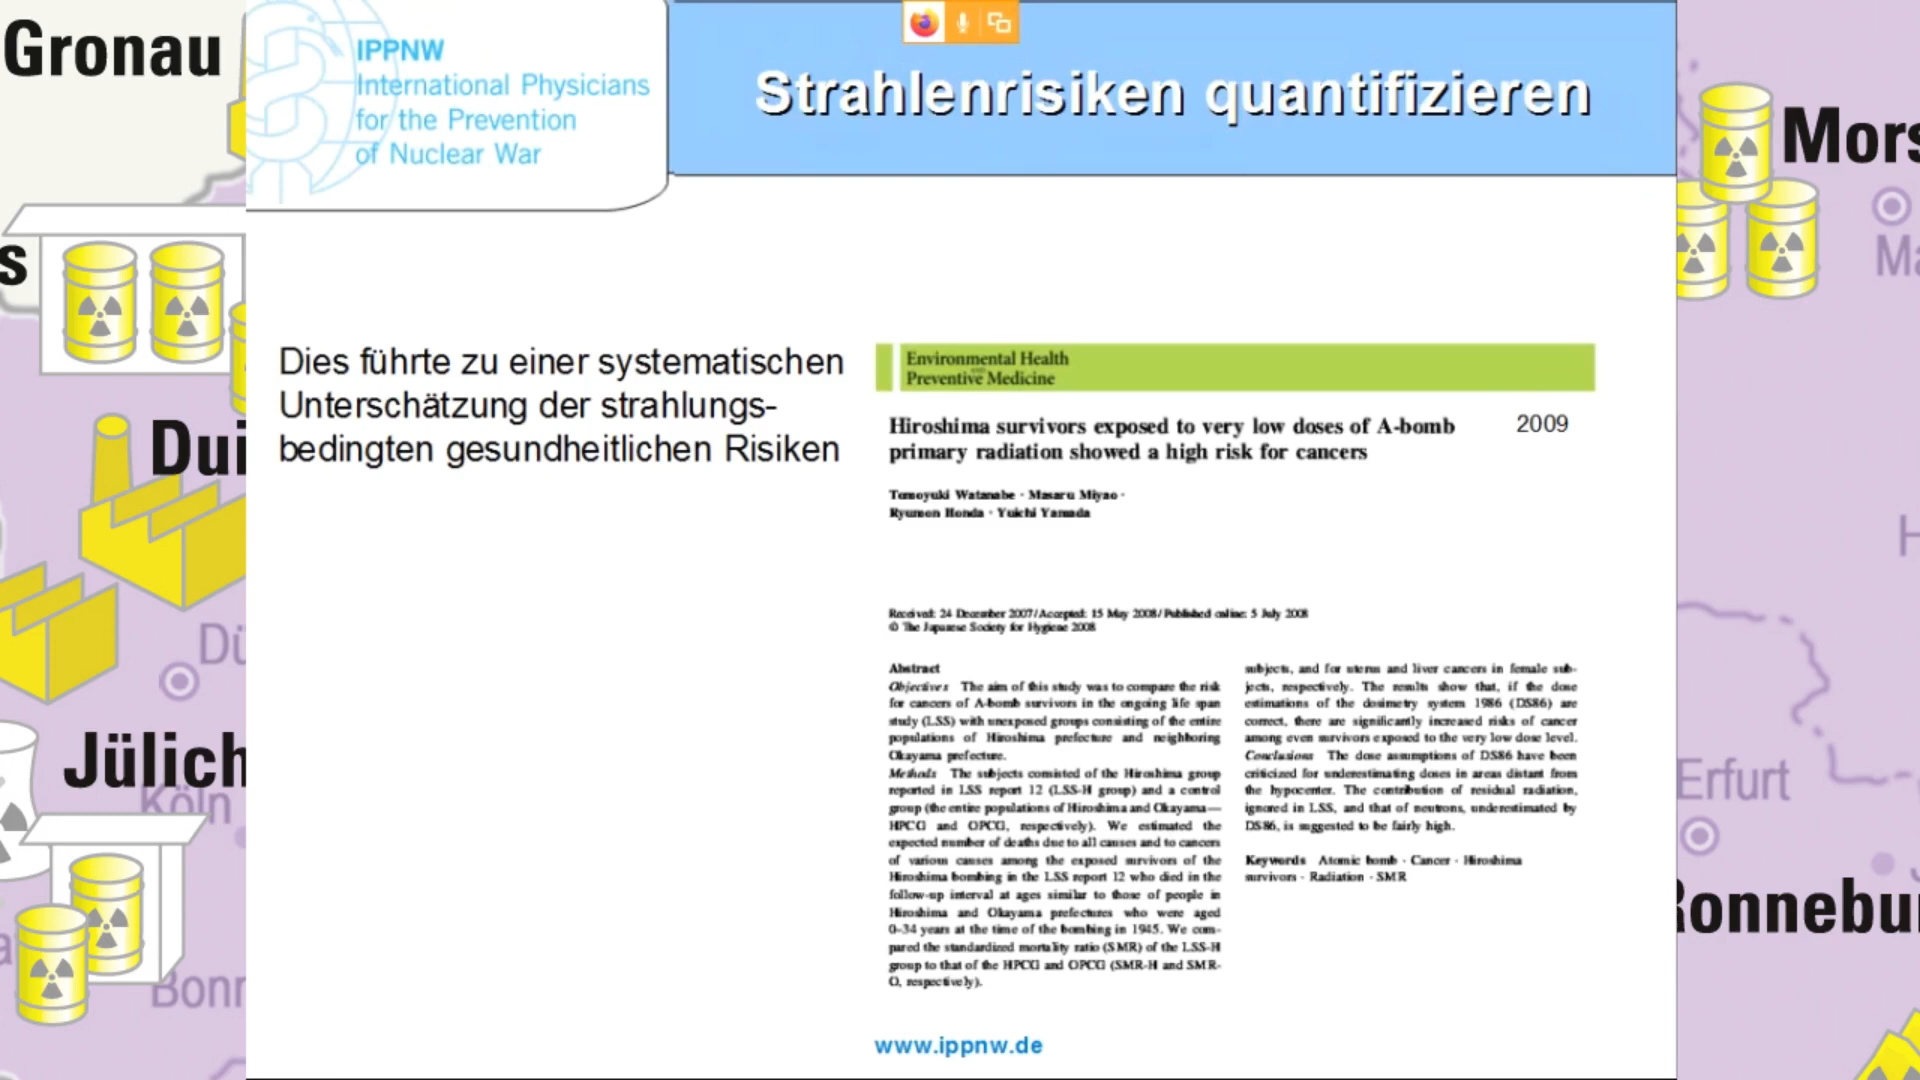 Gronau
s
Dui
Dü
Jülich
Köln
Bonn
IPPNW
International Physicians
for the Prevention
of Nuclear War
Strahlenrisiken quantifizieren
Dies führte zu einer systematischen
Unterschätzung der strahlungs-
bedingten gesundheitlichen Risiken
Environmental Health
AND
Preventive Medicine
Hiroshima survivors exposed to very low doses of A-bomb
primary radiation showed a high risk for cancers
2009
Tomoyuki Watanabe · Masaru Miyao ·
Ryumon Honda · Yuichi Yamada
Received: 24 December 2007 / Accepted: 15 May 2008 / Published online: 5 July 2008
© The Japanese Society for Hygiene 2008
Abstract
Objectives The aim of this study was to compare the risk
for cancers of A-bomb survivors in the ongoing life span
study (LSS) with unexposed groups consisting of the entire
populations of Hiroshima prefecture and neighboring
Okayama prefecture.
Methods The subjects consisted of the Hiroshima group
reported in LSS report 12 (LSS-H group) and a control
group (the entire populations of Hiroshima and Okayama—
HPCG and OPCG, respectively). We estimated the
expected number of deaths due to all causes and to cancers
of various causes among the exposed survivors of the
Hiroshima bombing in the LSS report 12 who died in the
follow-up interval at ages similar to those of people in
Hiroshima and Okayama prefectures who were aged
0–34 years at the time of the bombing in 1945. We com-
pared the standardized mortality ratio (SMR) of the LSS-H
group to that of the HPCG and OPCG (SMR-H and SMR-
O, respectively).
subjects, and for uterus and liver cancers in female sub-
jects, respectively. The results show that, if the dose
estimations of the dosimetry system 1986 (DS86) are
correct, there are significantly increased risks of cancer
among even survivors exposed to the very low dose level.
Conclusions The dose assumptions of DS86 have been
criticized for underestimating doses in areas distant from
the hypocenter. The contribution of residual radiation,
ignored in LSS, and that of neutrons, underestimated by
DS86, is suggested to be fairly high.
Keywords Atomic bomb · Cancer · Hiroshima
survivors · Radiation · SMR
www.ippnw.de
Mors
Ma
H
Erfurt
J
Ronnebu